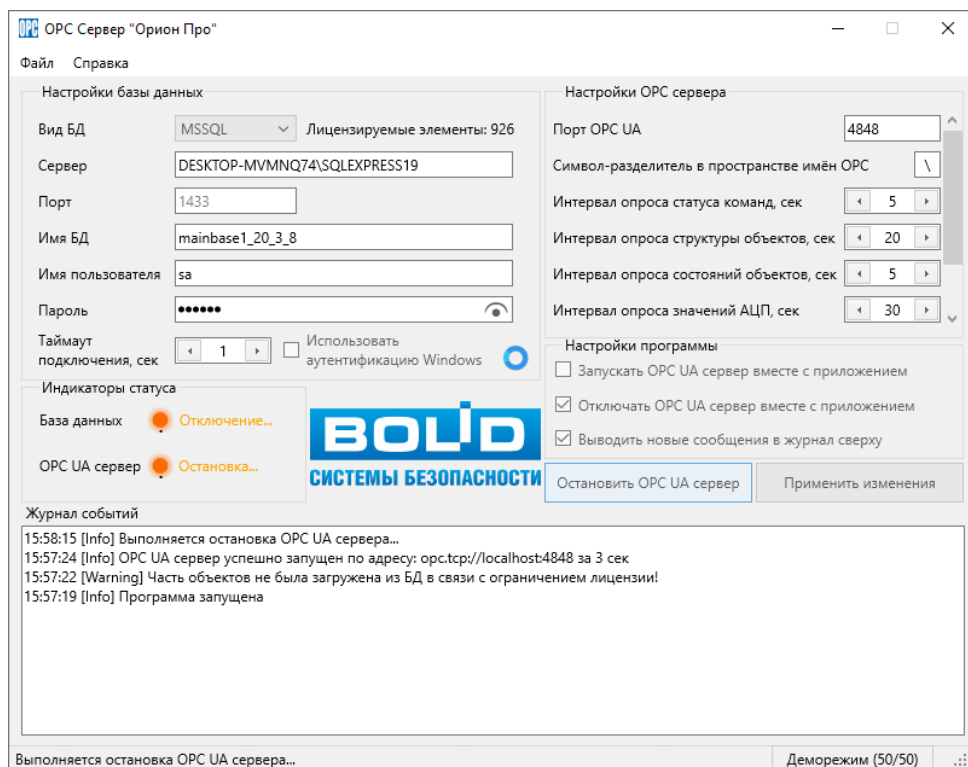 ОРС Сервер "Орион Про"
Файл Справка
Настройки базы данных
Вид БД MSSQL Лицензируемые элементы: 926
Сервер DESKTOP-MVMNQ74\SQLEXPRESS19
Порт 1433
Имя БД mainbase1_20_3_8
Имя пользователя sa
Пароль ••••••
Таймаут
подключения, сек 1 Использовать
аутентификацию Windows
Настройки ОРС сервера
Порт OPC UA 4848
Символ-разделитель в пространстве имён ОРС \
Интервал опроса статуса команд, сек 5
Интервал опроса структуры объектов, сек 20
Интервал опроса состояний объектов, сек 5
Интервал опроса значений АЦП, сек 30
Настройки программы
Запускать OPC UA сервер вместе с приложением
Отключать OPC UA сервер вместе с приложением
Выводить новые сообщения в журнал сверху
Индикаторы статуса
База данных Отключение...
OPC UA сервер Остановка...
BOLID
СИСТЕМЫ БЕЗОПАСНОСТИ
Остановить OPC UA сервер Применить изменения
Журнал событий
15:58:15 [Info] Выполняется остановка OPC UA сервера...
15:57:24 [Info] OPC UA сервер успешно запущен по адресу: opc.tcp://localhost:4848 за 3 сек
15:57:22 [Warning] Часть объектов не была загружена из БД в связи с ограничением лицензии!
15:57:19 [Info] Программа запущена
Выполняется остановка OPC UA сервера... Деморежим (50/50)